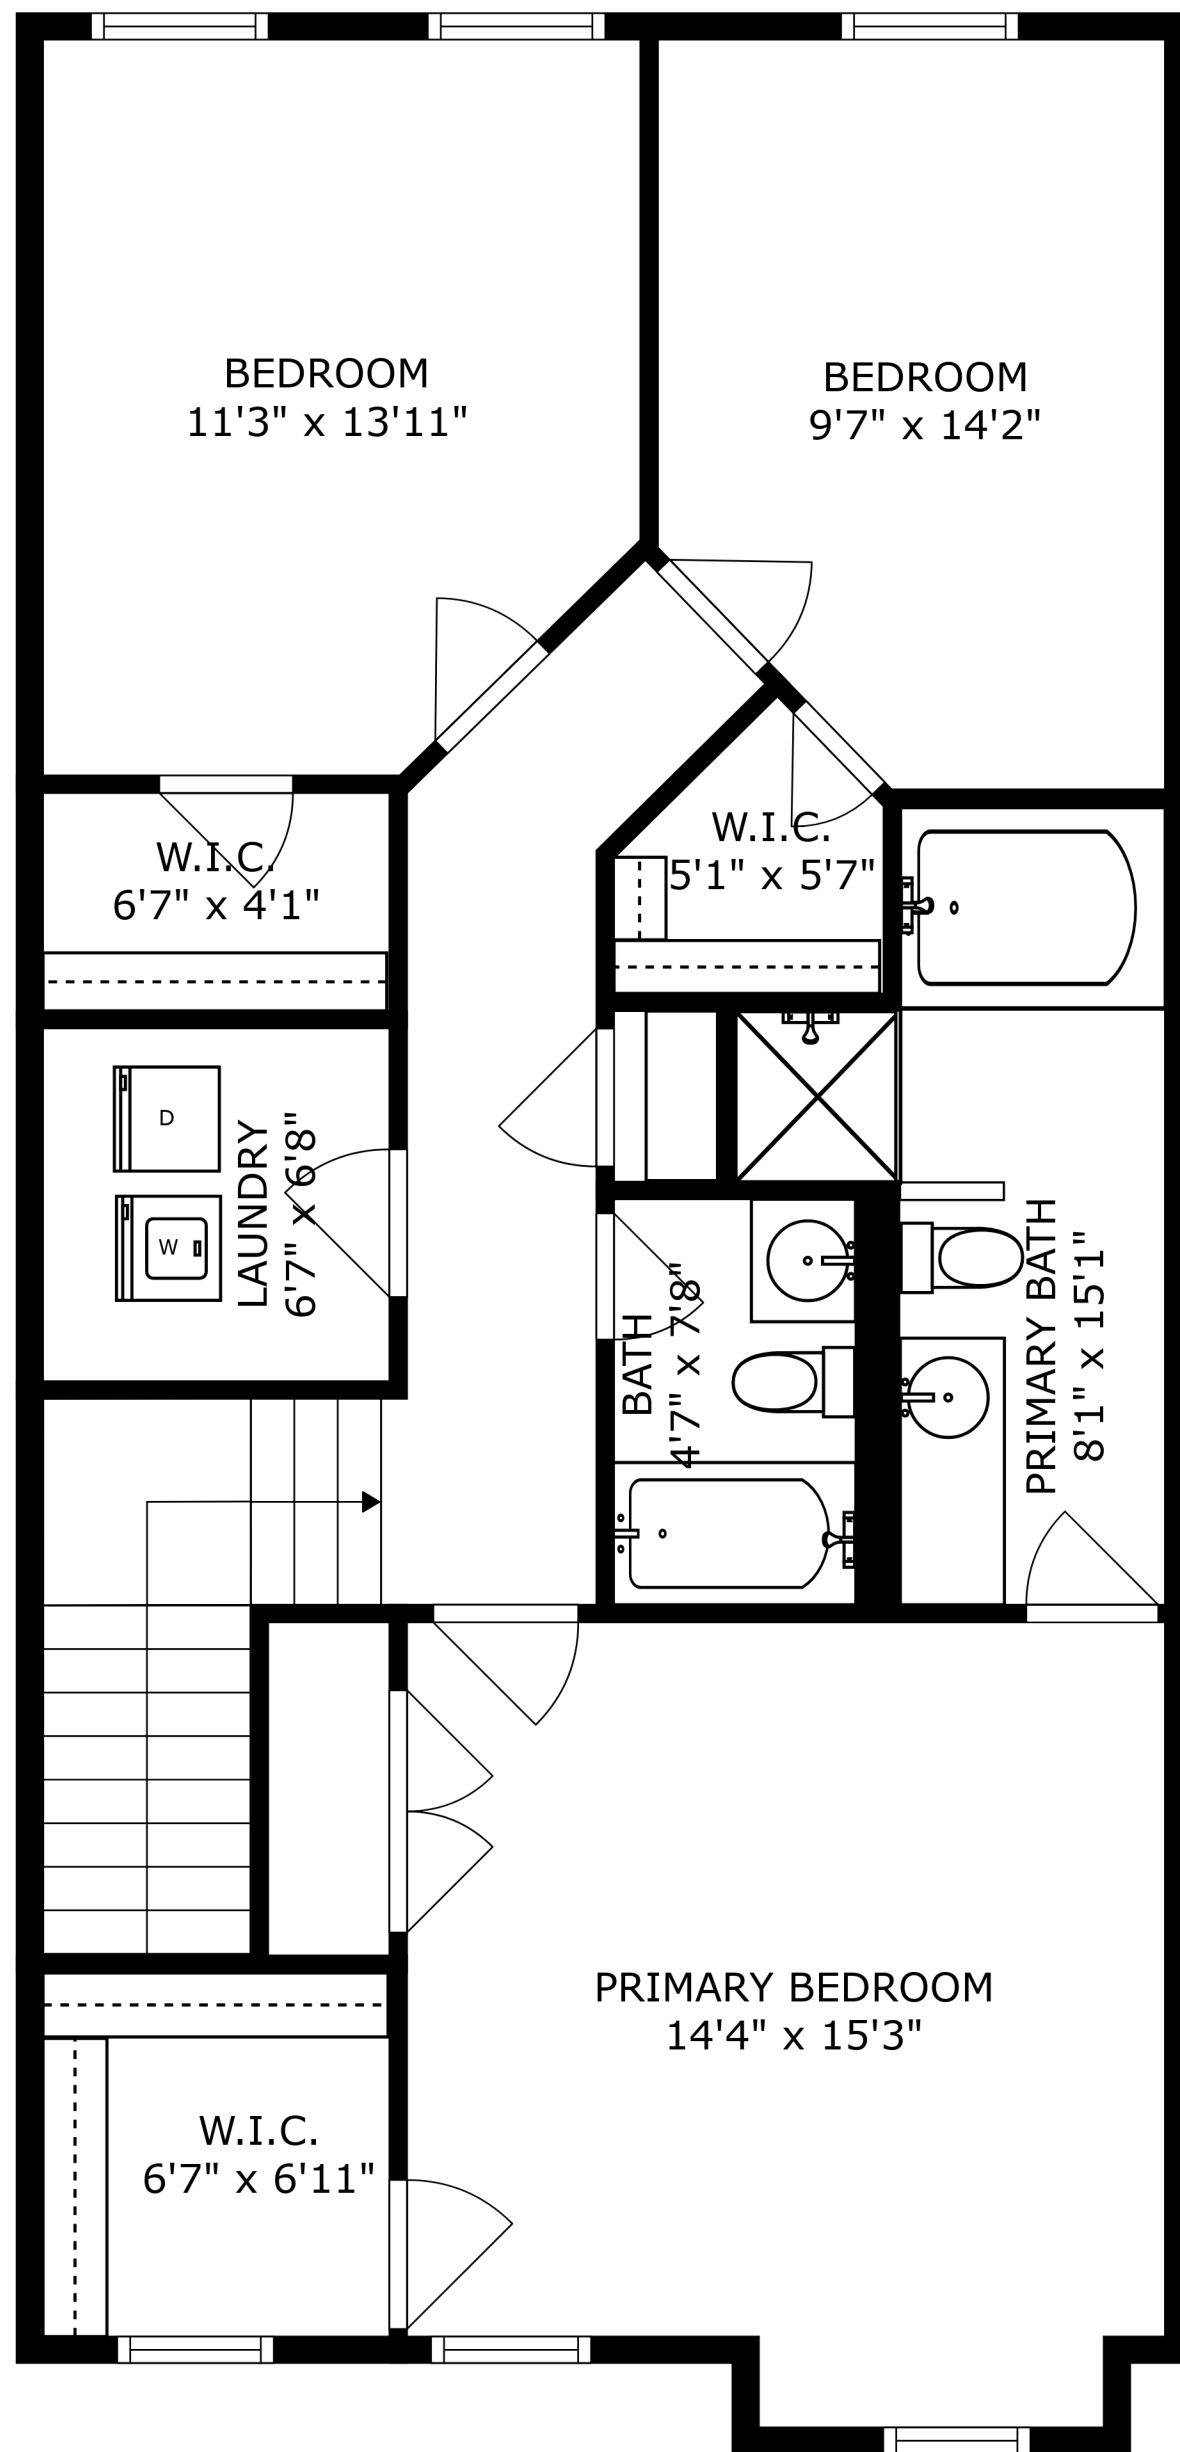 BEDROOM
11'3" x 13'11"
BEDROOM
9'7" x 14'2"
W.I.C.
6'7" x 4'1"
W.I.C.
5'1" x 5'7"
D
W
LAUNDRY
6'7" x 6'8"
BATH
4'7" x 7'8"
PRIMARY BATH
8'1" x 15'1"
PRIMARY BEDROOM
14'4" x 15'3"
W.I.C.
6'7" x 6'11"